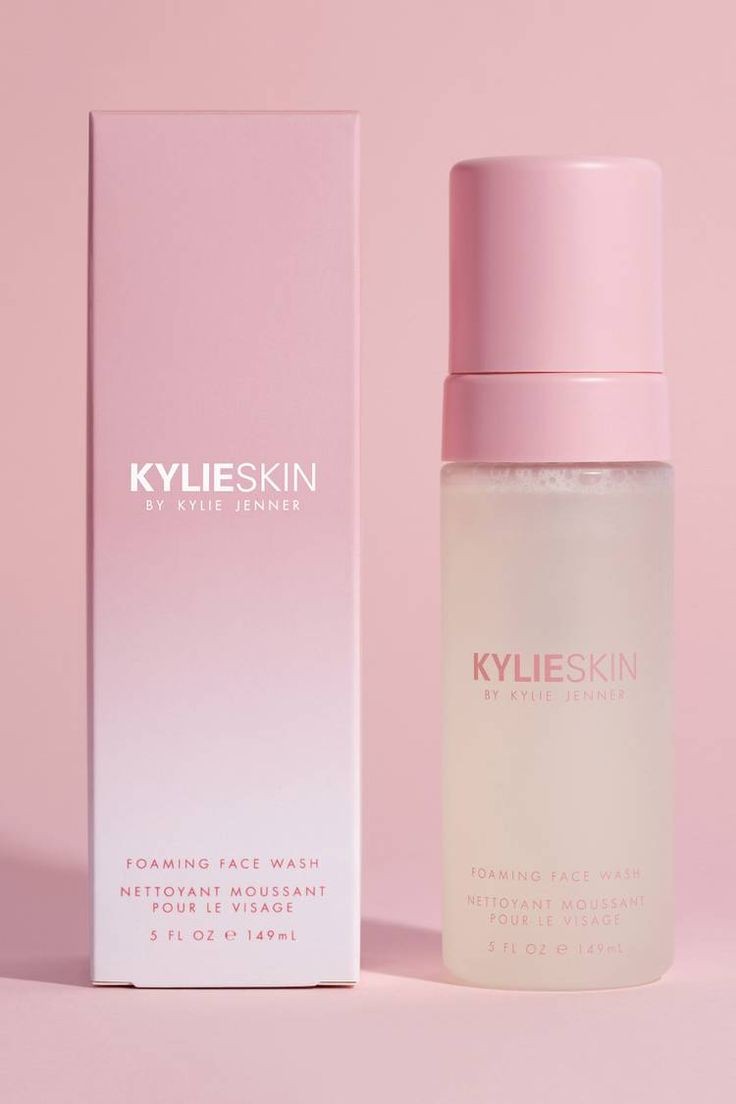 KYLIESKIN
BY KYLIE JENNER
FOAMING FACE WASH
NETTOYANT MOUSSANT
POUR LE VISAGE
5 FL OZ ℮ 149mL
KYLIESKIN
BY KYLIE JENNER
FOAMING FACE WASH
NETTOYANT MOUSSANT
POUR LE VISAGE
5 FL OZ ℮ 149mL